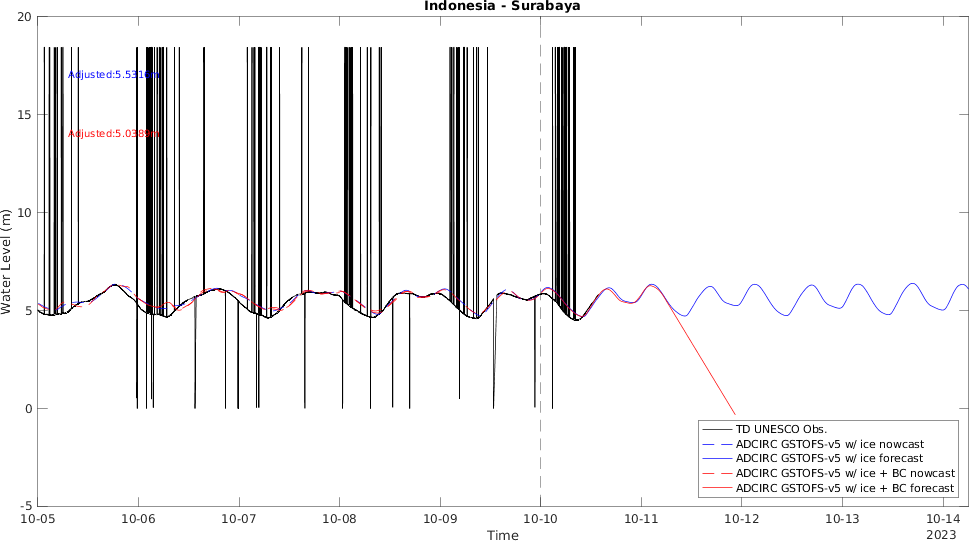 Indonesia - Surabaya
20
15
10
5
0
-5
Water Level (m)
Adjusted:5.5316m
Adjusted:5.0389m
10-05
10-06
10-07
10-08
10-09
10-10
10-11
10-12
10-13
10-14
2023
Time
TD UNESCO Obs.
ADCIRC GSTOFS-v5 w/ ice nowcast
ADCIRC GSTOFS-v5 w/ ice forecast
ADCIRC GSTOFS-v5 w/ ice + BC nowcast
ADCIRC GSTOFS-v5 w/ ice + BC forecast